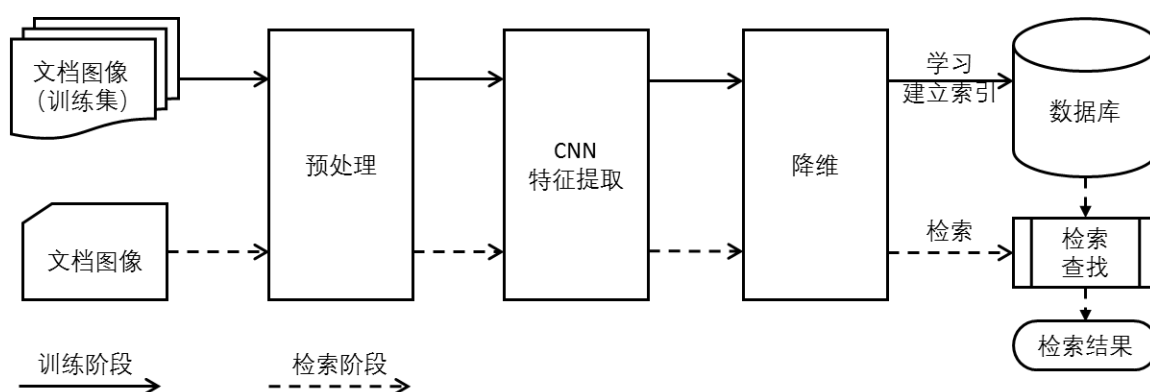 文档图像
（训练集）
预处理
CNN
特征提取
降维
学习
建立索引
数据库
文档图像
检索
检索
查找
检索结果
训练阶段
检索阶段